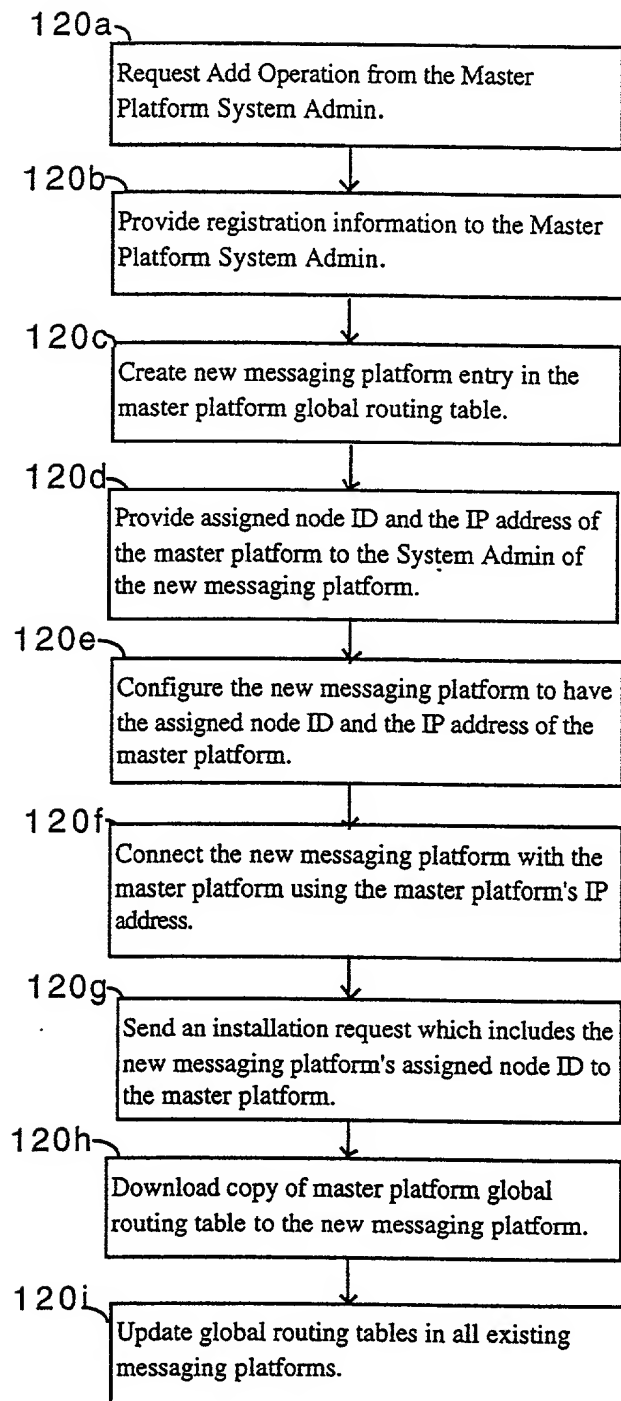 120a
Request Add Operation from the Master
Platform System Admin.
120b
Provide registration information to the Master
Platform System Admin.
120c
Create new messaging platform entry in the
master platform global routing table.
120d
Provide assigned node ID and the IP address of
the master platform to the System Admin of
the new messaging platform.
120e
Configure the new messaging platform to have
the assigned node ID and the IP address of the
master platform.
120f
Connect the new messaging platform with the
master platform using the master platform's IP
address.
120g
Send an installation request which includes the
new messaging platform's assigned node ID to
the master platform.
120h
Download copy of master platform global
routing table to the new messaging platform.
120i
Update global routing tables in all existing
messaging platforms.